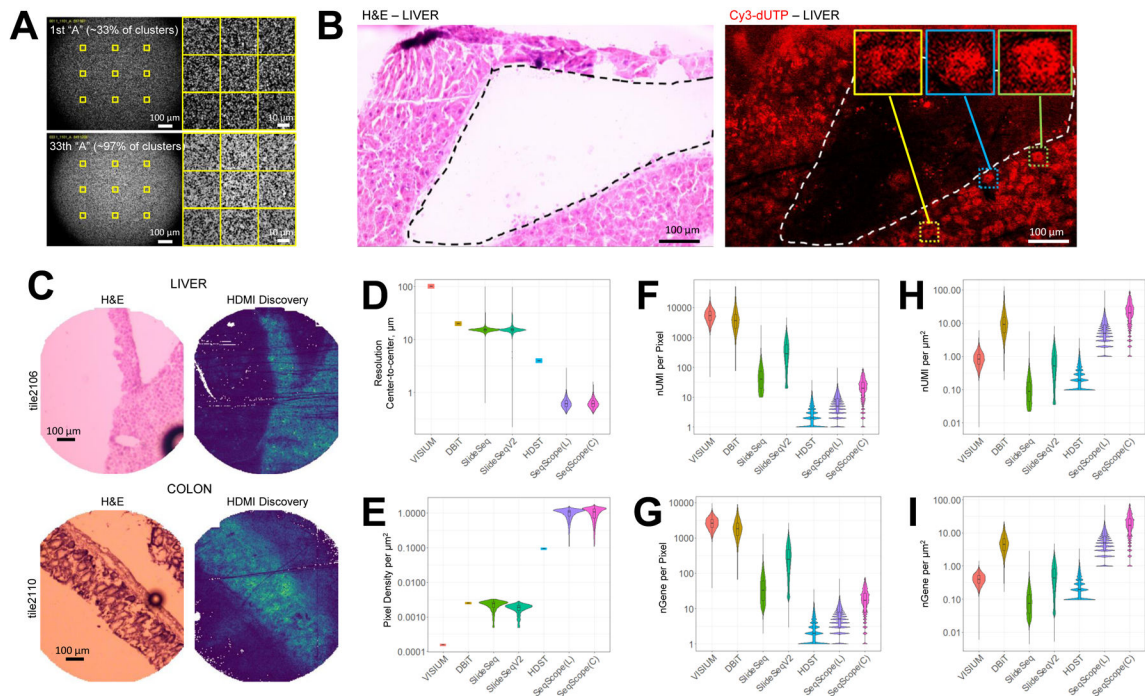 A
1st “A” (~33% of clusters)
100 µm
10 µm
33th “A” (~97% of clusters)
100 µm
10 µm
B
H&E – LIVER
100 µm
Cy3-dUTP – LIVER
100 µm
C
LIVER
H&E
HDMI Discovery
tile2106
100 µm
COLON
H&E
HDMI Discovery
tile2110
100 µm
D
Resolution
Center-to-center, µm
100
10
1
VISIUM
DBiT
SlideSeq
SlideSeqV2
HDST
SeqScope(L)
SeqScope(C)
E
Pixel Density per µm²
1.0000
0.1000
0.0100
0.0010
0.0001
VISIUM
DBiT
SlideSeq
SlideSeqV2
HDST
SeqScope(L)
SeqScope(C)
F
nUMI per Pixel
10000
5000
1000
500
100
50
10
5
1
VISIUM
DBiT
SlideSeq
SlideSeqV2
HDST
SeqScope(L)
SeqScope(C)
G
nGene per Pixel
10000
1000
100
10
1
VISIUM
DBiT
SlideSeq
SlideSeqV2
HDST
SeqScope(L)
SeqScope(C)
H
nUMI per µm²
100.00
10.00
1.00
0.10
0.01
VISIUM
DBiT
SlideSeq
SlideSeqV2
HDST
SeqScope(L)
SeqScope(C)
I
nGene per µm²
100.00
10.00
1.00
0.10
0.01
VISIUM
DBiT
SlideSeq
SlideSeqV2
HDST
SeqScope(L)
SeqScope(C)